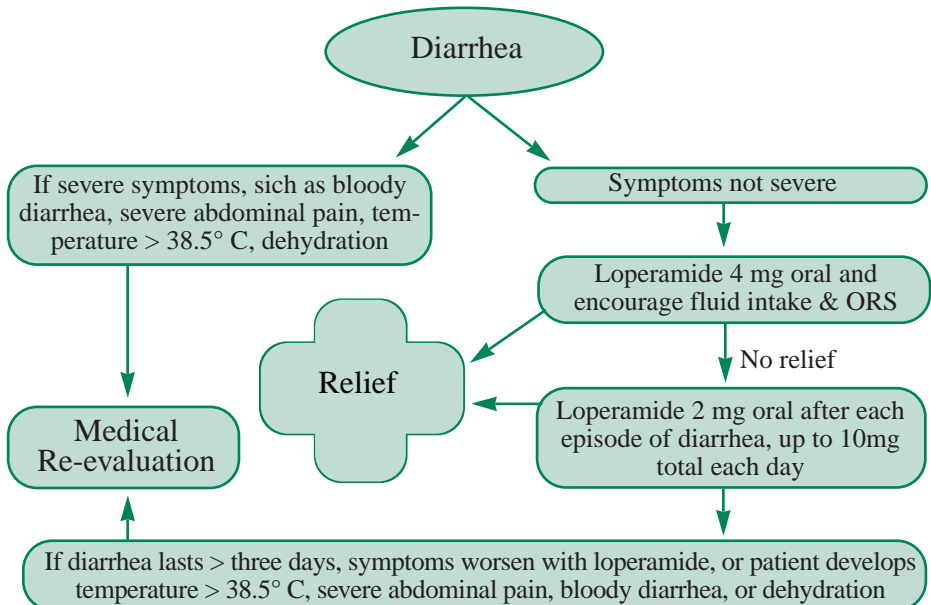 Diarrhea
If severe symptoms, sich as bloody
diarrhea, severe abdominal pain, tem-
perature > 38.5° C, dehydration
Symptoms not severe
Loperamide 4 mg oral and
encourage fluid intake & ORS
No relief
Relief
Loperamide 2 mg oral after each
episode of diarrhea, up to 10mg
total each day
Medical
Re-evaluation
If diarrhea lasts > three days, symptoms worsen with loperamide, or patient develops
temperature > 38.5° C, severe abdominal pain, bloody diarrhea, or dehydration